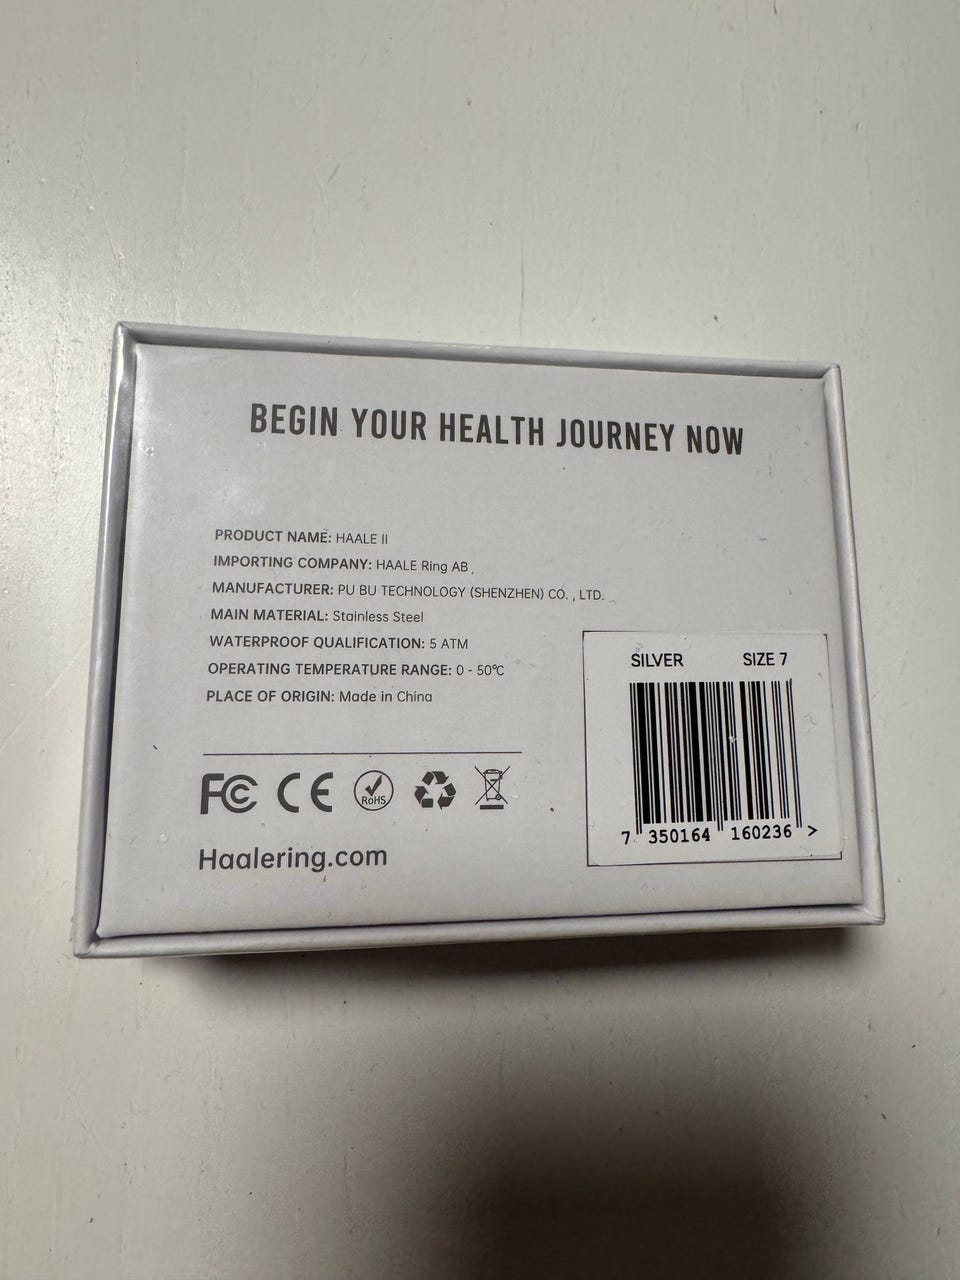 BEGIN YOUR HEALTH JOURNEY NOW
PRODUCT NAME: HAALE II
IMPORTING COMPANY: HAALE Ring AB
MANUFACTURER: PU BU TECHNOLOGY (SHENZHEN) CO. , LTD.
MAIN MATERIAL: Stainless Steel
WATERPROOF QUALIFICATION: 5 ATM
OPERATING TEMPERATURE RANGE: 0 - 50℃
PLACE OF ORIGIN: Made in China
SILVER SIZE 7
7 350164 160236 >
FC CE RoHS
Haalering.com